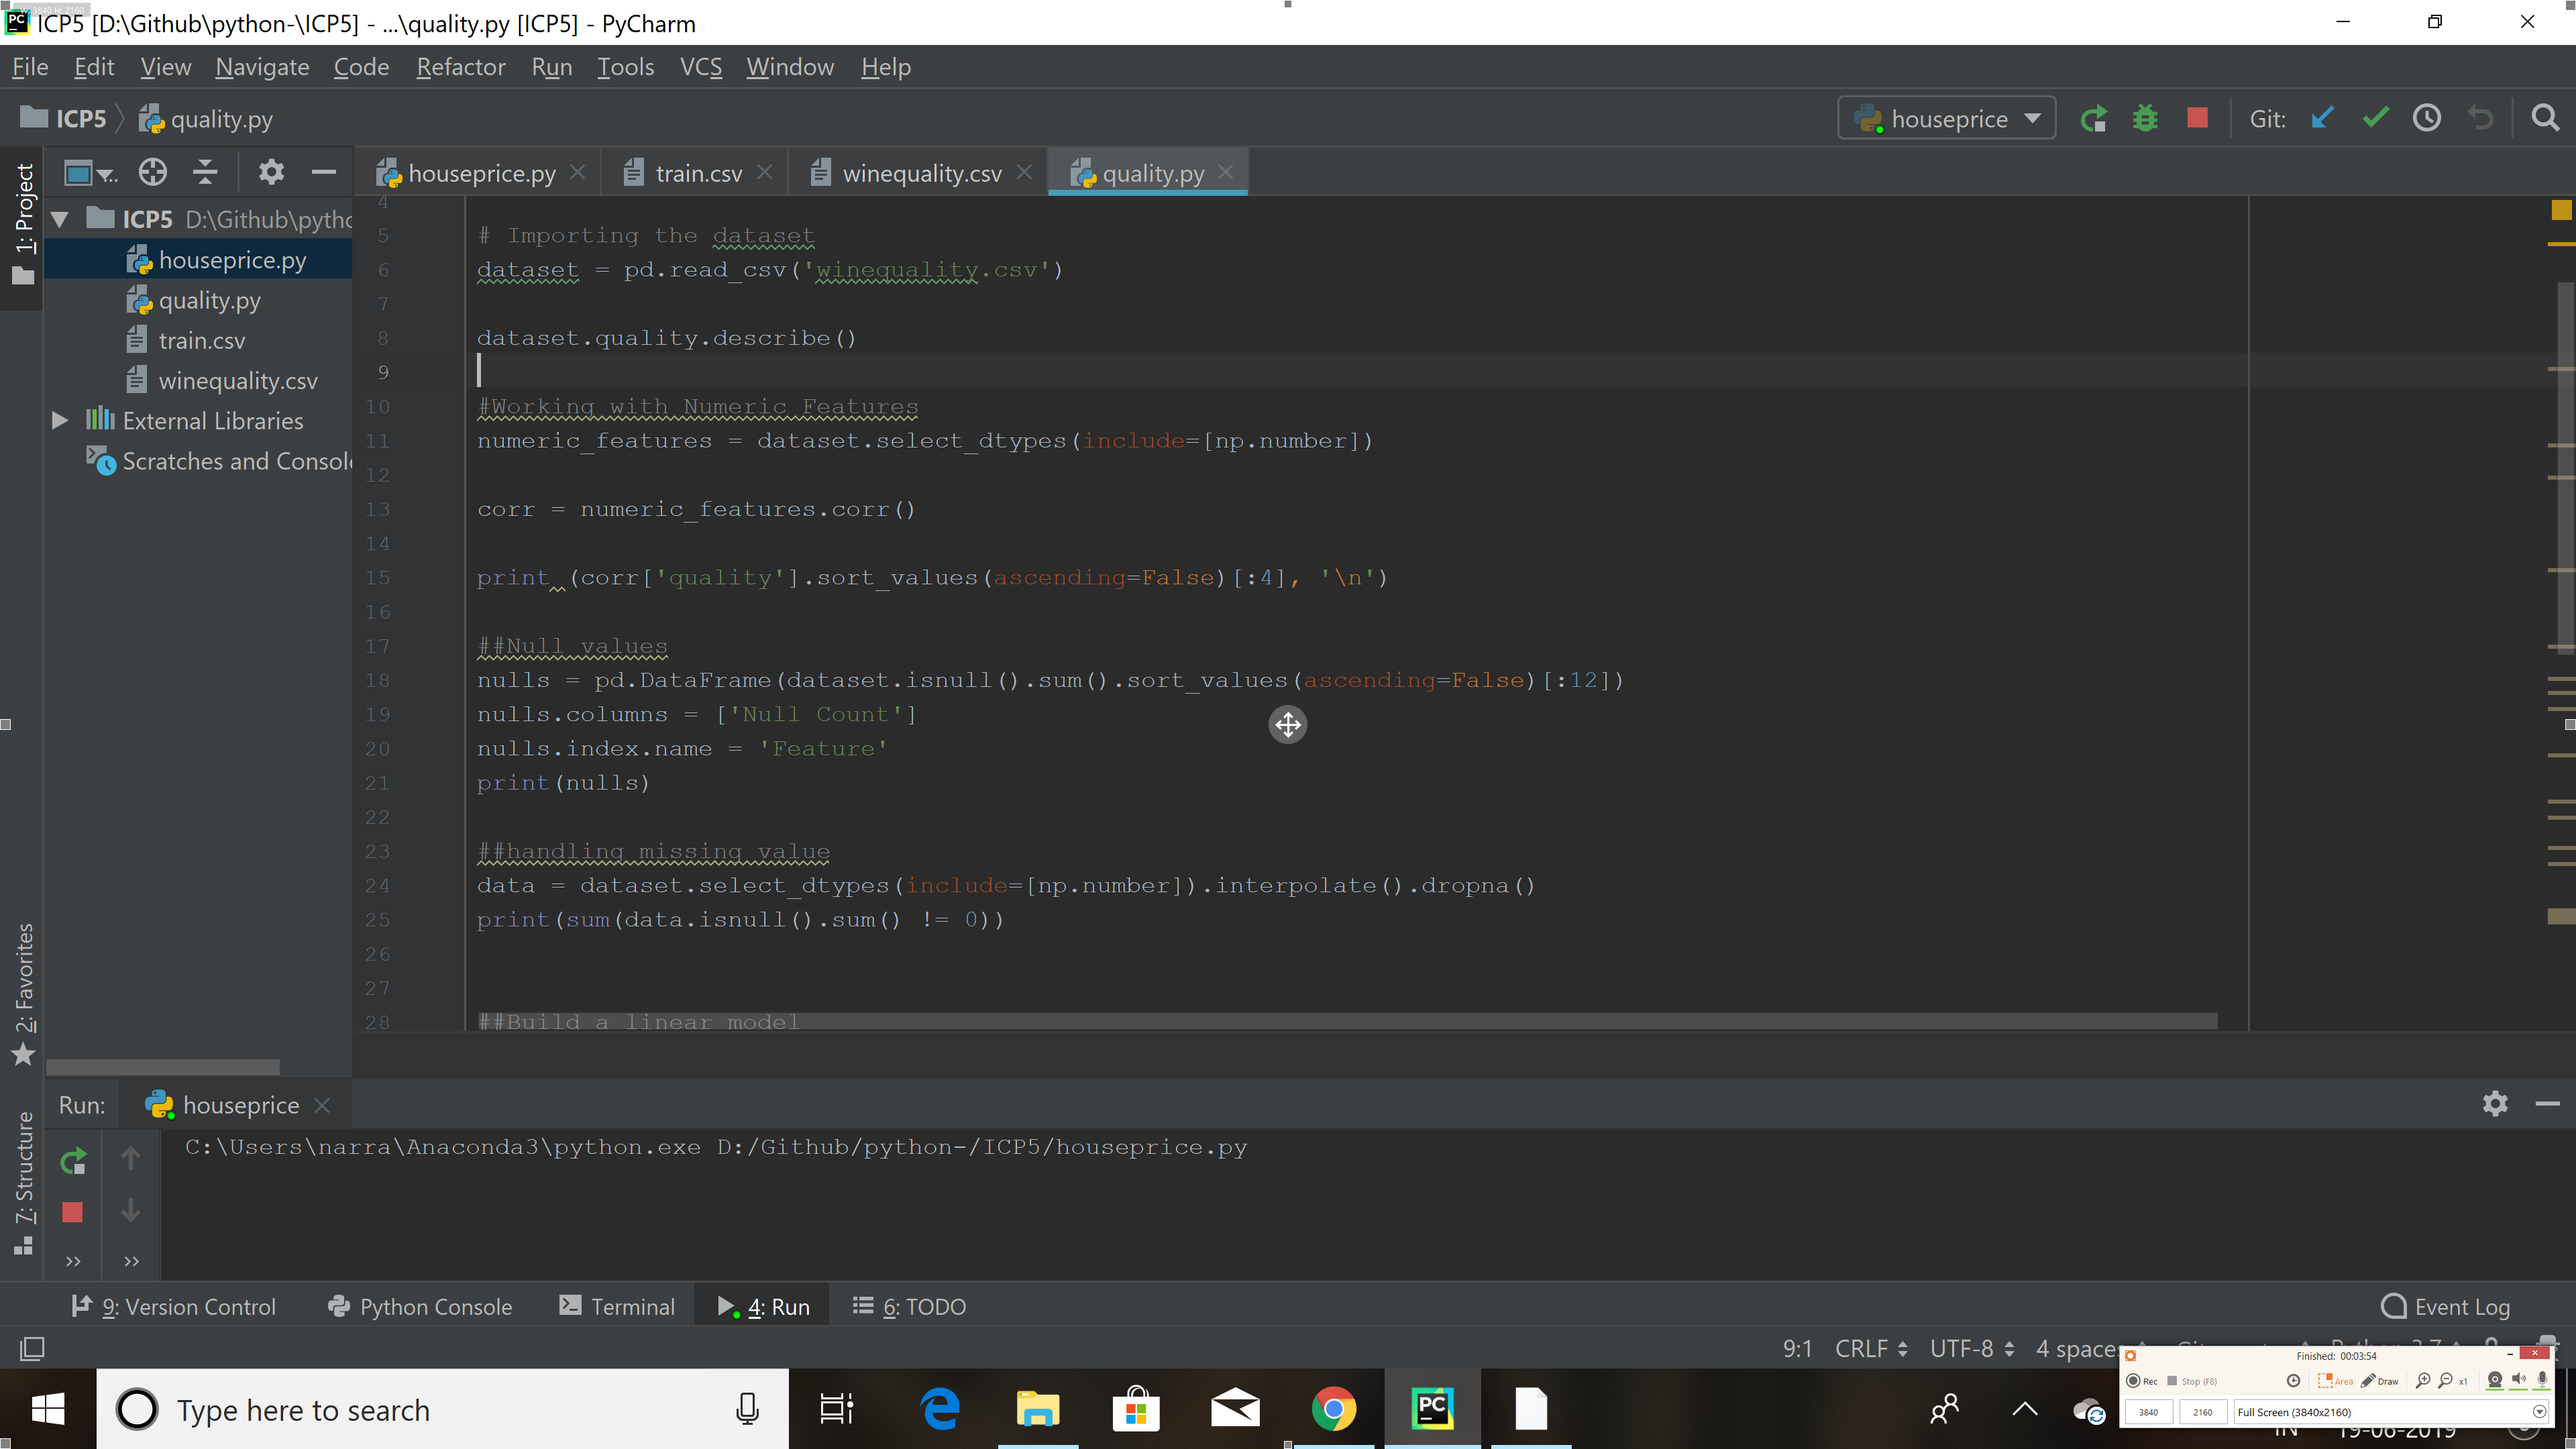 W: 3840 H: 2160
ICP5 [D:\Github\python-\ICP5] - ...\quality.py [ICP5] - PyCharm
File Edit View Navigate Code Refactor Run Tools VCS Window Help
ICP5 quality.py houseprice Git:
houseprice.py train.csv winequality.csv quality.py
1: Project
ICP5 D:\Github\pythc
houseprice.py
quality.py
train.csv
winequality.csv
External Libraries
Scratches and Console
4
5 # Importing the dataset
6 dataset = pd.read_csv('winequality.csv')
7
8 dataset.quality.describe()
9
10 #Working with Numeric Features
11 numeric_features = dataset.select_dtypes(include=[np.number])
12
13 corr = numeric_features.corr()
14
15 print (corr['quality'].sort_values(ascending=False)[:4], '\n')
16
17 ##Null values
18 nulls = pd.DataFrame(dataset.isnull().sum().sort_values(ascending=False)[:12])
19 nulls.columns = ['Null Count']
20 nulls.index.name = 'Feature'
21 print(nulls)
22
23 ##handling missing value
24 data = dataset.select_dtypes(include=[np.number]).interpolate().dropna()
25 print(sum(data.isnull().sum() != 0))
26
27
28 ##Build a linear model
2: Favorites
7: Structure
Run: houseprice
C:\Users\narra\Anaconda3\python.exe D:/Github/python-/ICP5/houseprice.py
9: Version Control Python Console Terminal 4: Run 6: TODO Event Log
9:1 CRLF UTF-8 4 spaces
Finished: 00:03:54
Rec Stop (F8) Area Draw x1
3840 2160 Full Screen (3840x2160)
Type here to search
IN 19-06-2019